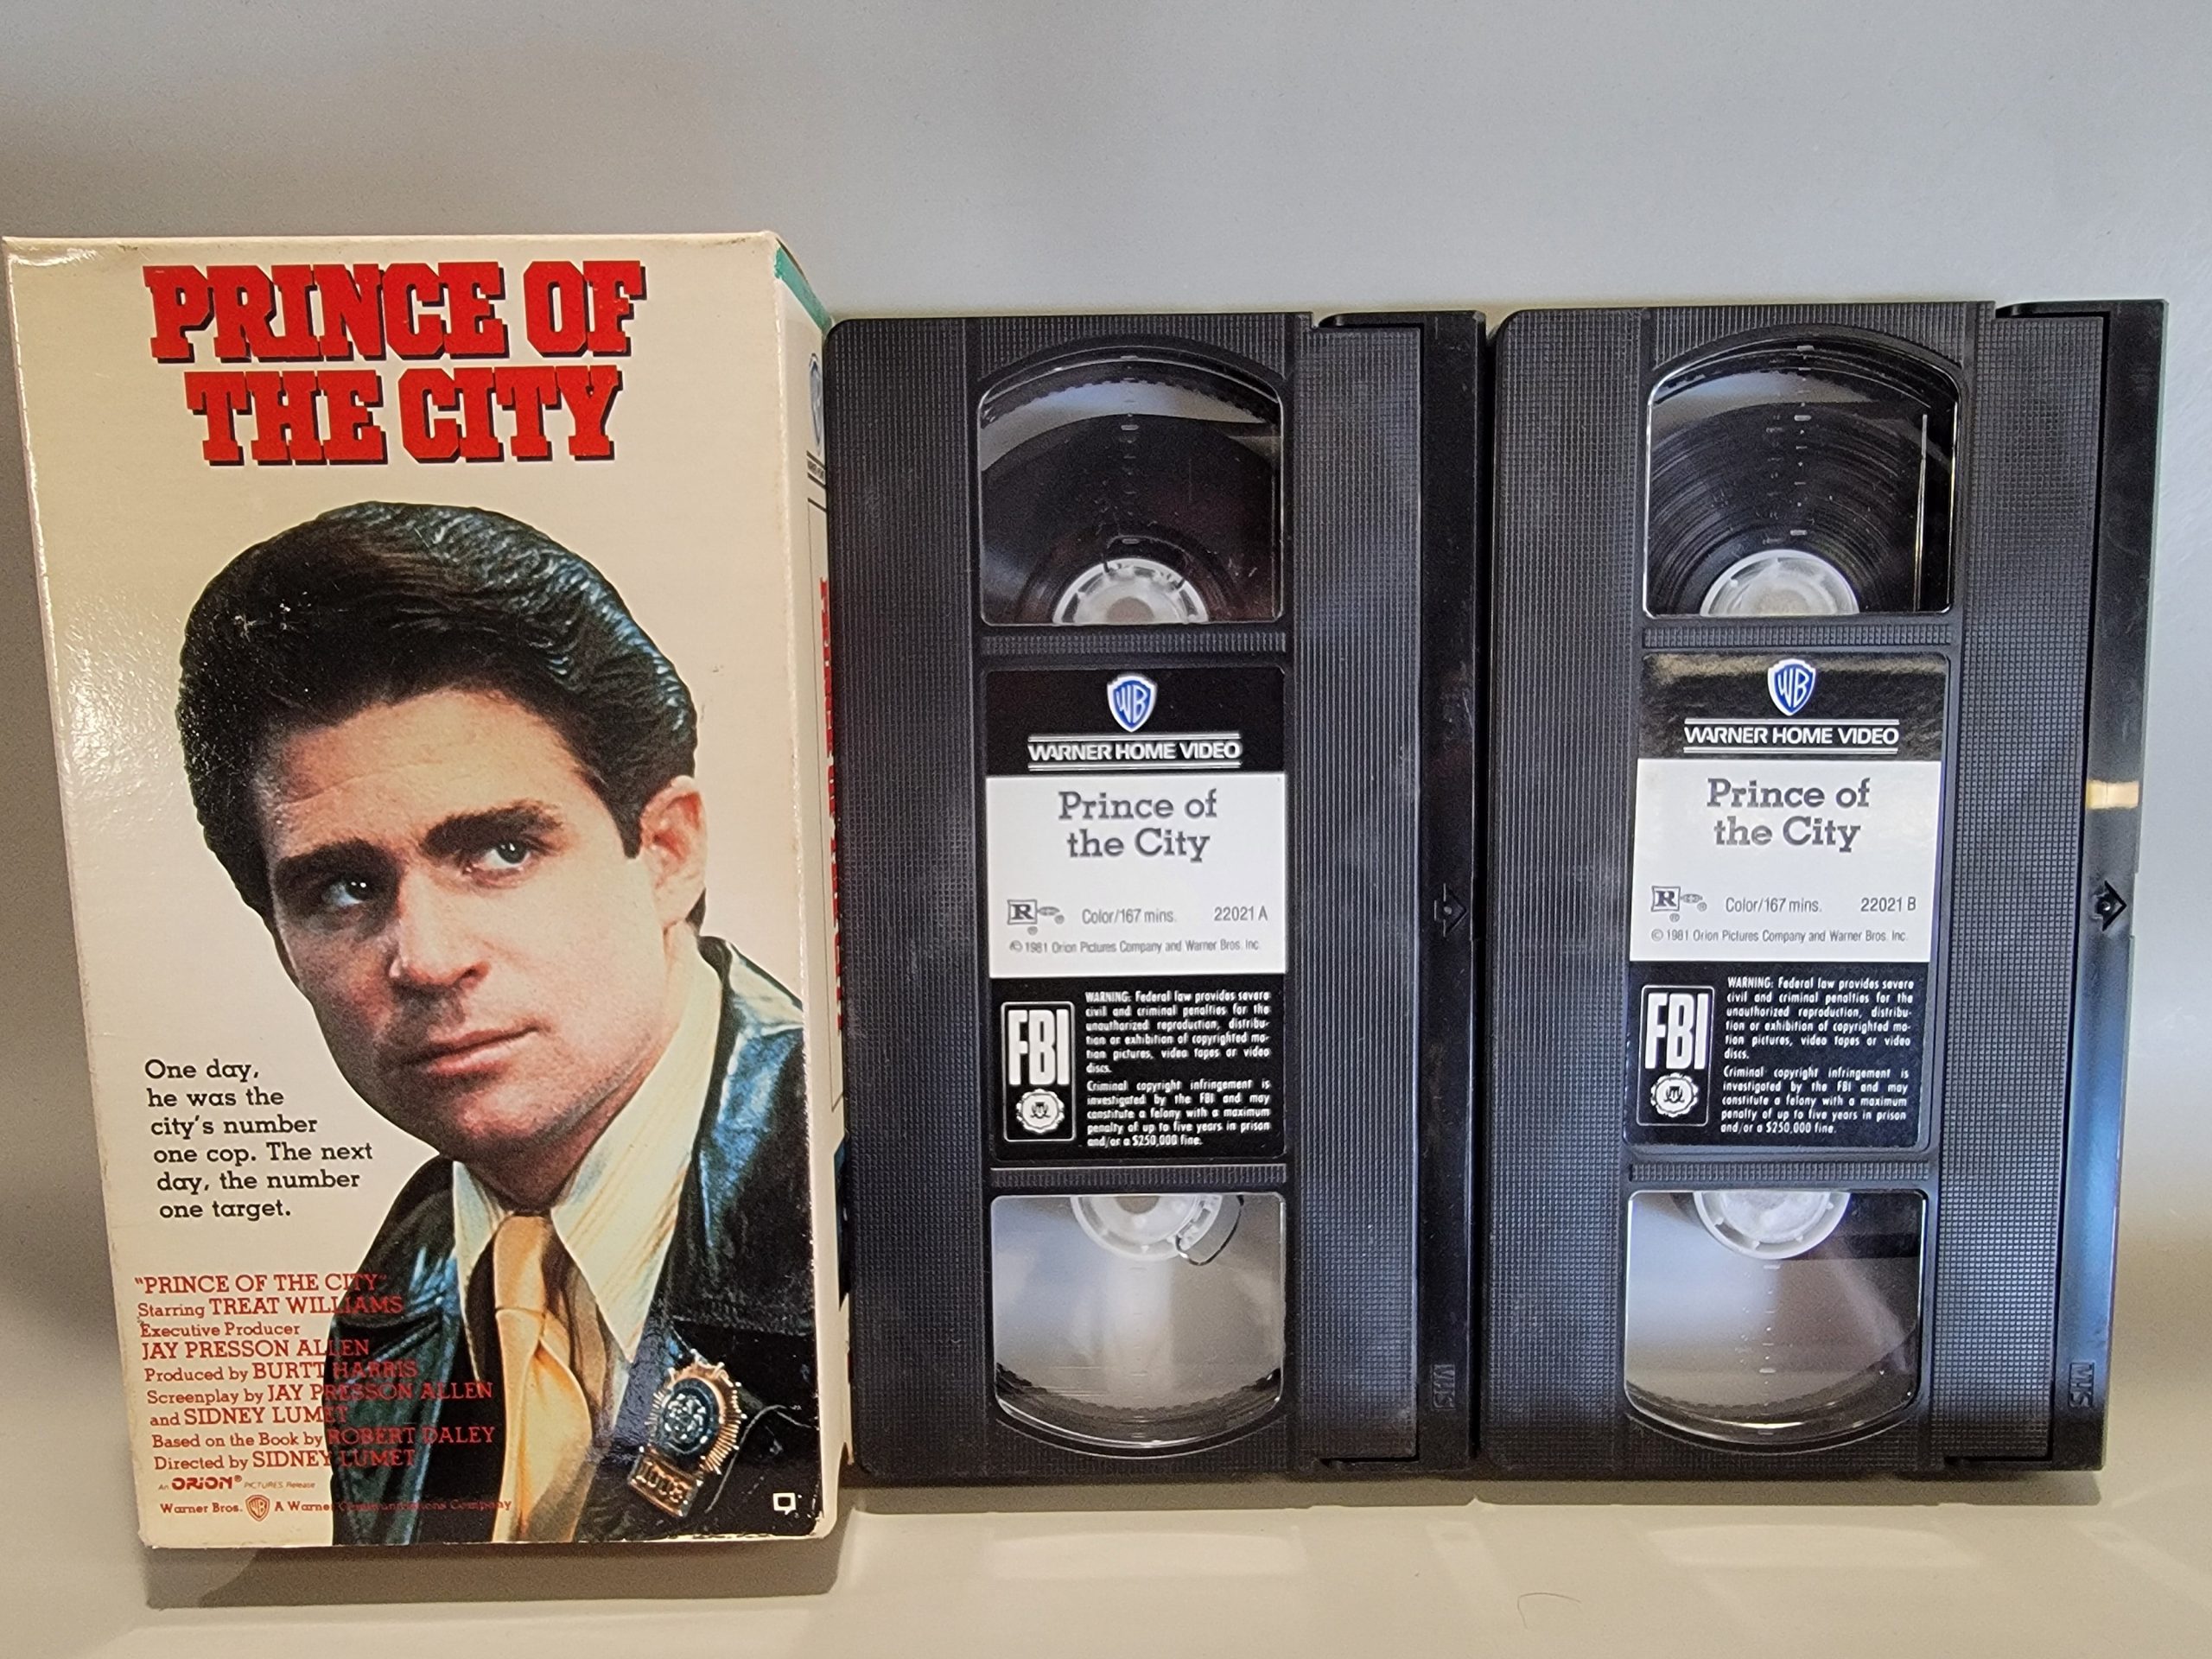 PRINCE OF
THE CITY
One day,
he was the
city's number
one cop. The next
day, the number
one target.
"PRINCE OF THE CITY"
Starring TREAT WILLIAMS
Executive Producer
JAY PRESSON ALLEN
Produced by BURTT HARRIS
Screenplay by JAY PRESSON ALLEN
and SIDNEY LUMET
Based on the Book by ROBERT DALEY
Directed by SIDNEY LUMET
An ORION® PICTURES Release
Warner Bros. WB A Warner Communications Company
WB
WARNER HOME VIDEO
Prince of
the City
R ® Color/167 mins. 22021 A
© 1981 Orion Pictures Company and Warner Bros. Inc.
FBI
WARNING: Federal law provides severe
civil and criminal penalties for the
unauthorized reproduction, distribu-
tion or exhibition of copyrighted mo-
tion pictures, video tapes or video
discs.
Criminal copyright infringement is
investigated by the FBI and may
constitute a felony with a maximum
penalty of up to five years in prison
and/or a $250,000 fine.
VHS
WB
WARNER HOME VIDEO
Prince of
the City
R ® Color/167 mins. 22021 B
© 1981 Orion Pictures Company and Warner Bros. Inc.
FBI
WARNING: Federal law provides severe
civil and criminal penalties for the
unauthorized reproduction, distribu-
tion or exhibition of copyrighted mo-
tion pictures, video tapes or video
discs.
Criminal copyright infringement is
investigated by the FBI and may
constitute a felony with a maximum
penalty of up to five years in prison
and/or a $250,000 fine.
VHS